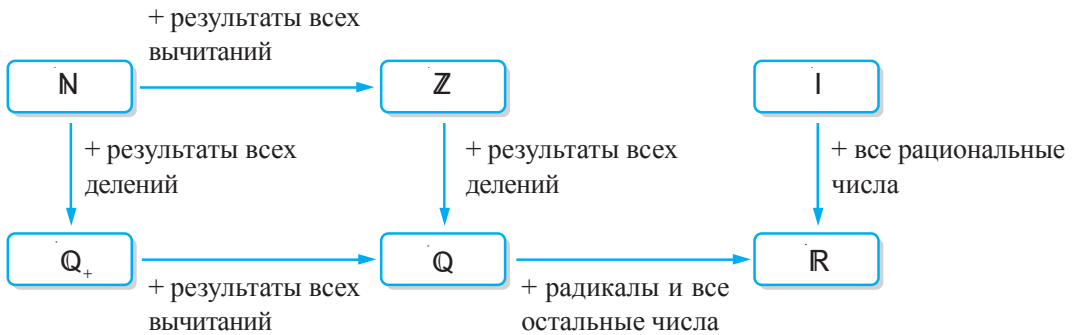 + результаты всех
вычитаний
ℕ
ℤ
I
+ результаты всех
делений
+ результаты всех
делений
+ все рациональные
числа
ℚ₊
ℚ
ℝ
+ результаты всех
вычитаний
+ радикалы и все
остальные числа